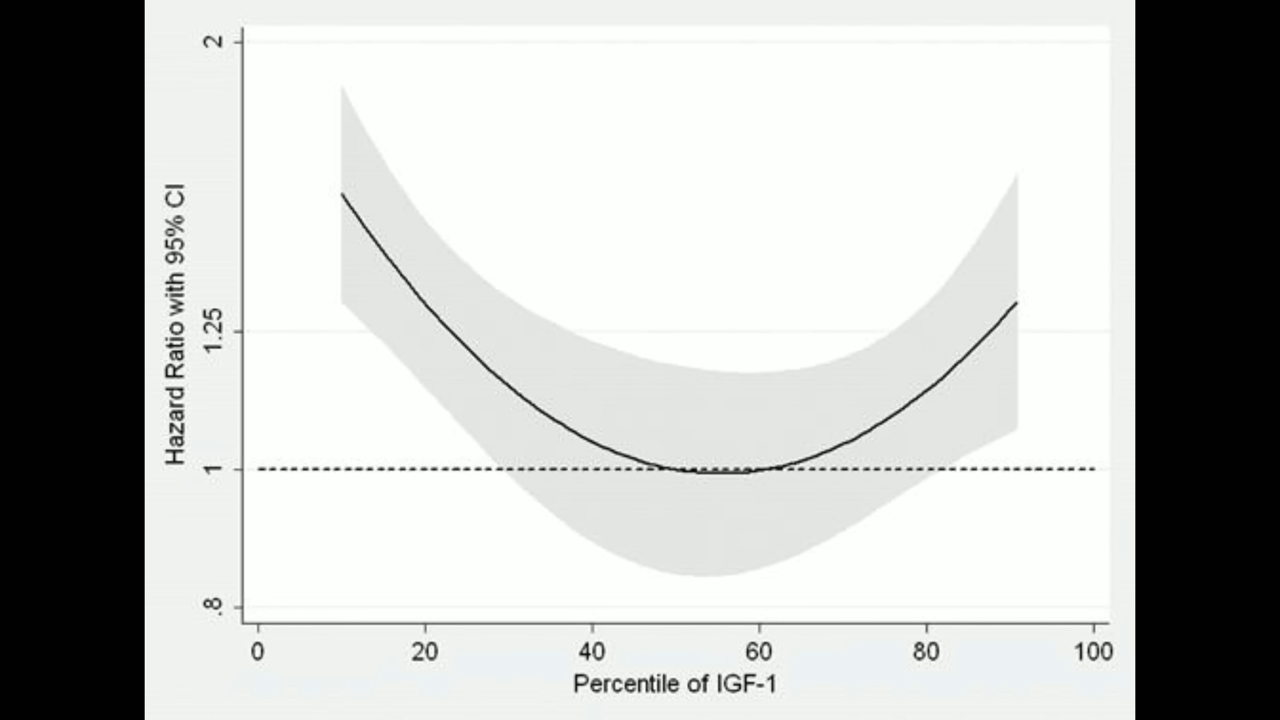 Hazard Ratio with 95% CI
2
1.25
1
.8
0 20 40 60 80 100
Percentile of IGF-1